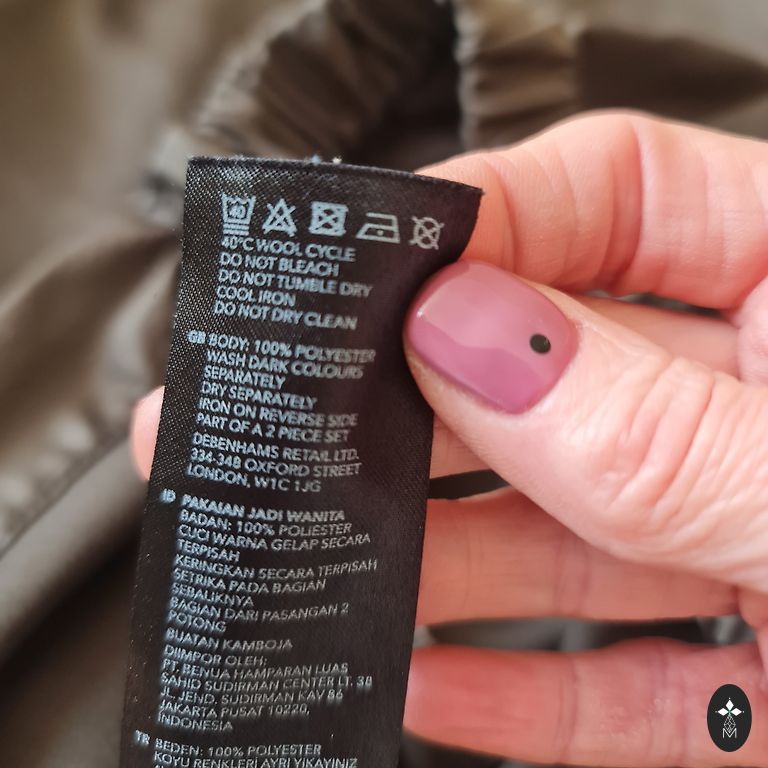 40
40°C WOOL CYCLE
DO NOT BLEACH
DO NOT TUMBLE DRY
COOL IRON
DO NOT DRY CLEAN
GB BODY: 100% POLYESTER
WASH DARK COLOURS
SEPARATELY
DRY SEPARATELY
IRON ON REVERSE SIDE
PART OF A 2 PIECE SET
DEBENHAMS RETAIL LTD.
334-348 OXFORD STREET
LONDON, W1C 1JG
ID PAKAIAN JADI WANITA
BADAN: 100% POLIESTER
CUCI WARNA GELAP SECARA
TERPISAH
KERINGKAN SECARA TERPISAH
SETRIKA PADA BAGIAN
SEBALIKNYA
BAGIAN DARI PASANGAN 2
POTONG
BUATAN KAMBOJA
DIIMPOR OLEH:
PT. BENUA HAMPARAN LUAS
SAHID SUDIRMAN CENTER LT. 38
JL. JEND. SUDIRMAN KAV 86
JAKARTA PUSAT 10220,
INDONESIA
TR BEDEN: 100% POLYESTER
KOYU RENKLERİ AYRI YIKAYINIZ
M